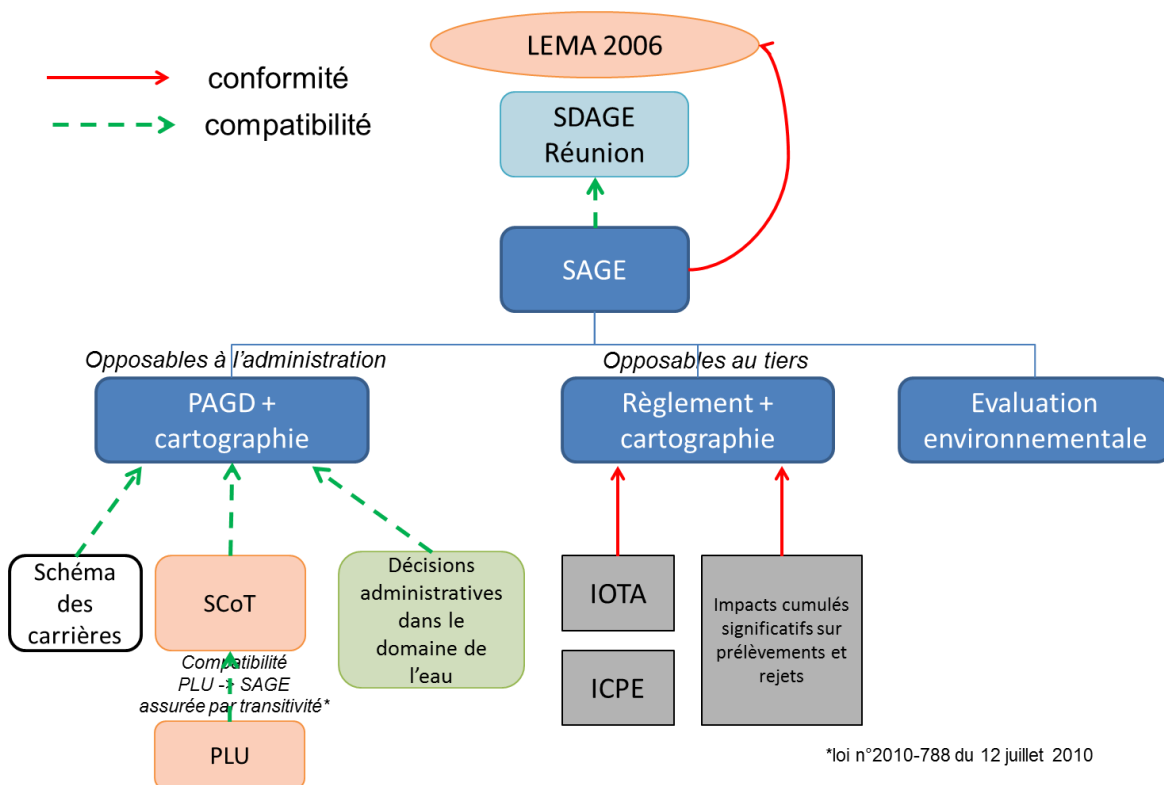 LEMA 2006
conformité
compatibilité
SDAGE
Réunion
SAGE
Opposables à l'administration
Opposables au tiers
PAGD +
cartographie
Règlement +
cartographie
Evaluation
environnementale
Schéma
des
carrières
SCoT
Décisions
administratives
dans le
domaine de
l'eau
IOTA
ICPE
Impacts cumulés
significatifs sur
prélèvements et
rejets
Compatibilité
PLU -> SAGE
assurée par transitivité*
PLU
*loi n°2010-788 du 12 juillet 2010